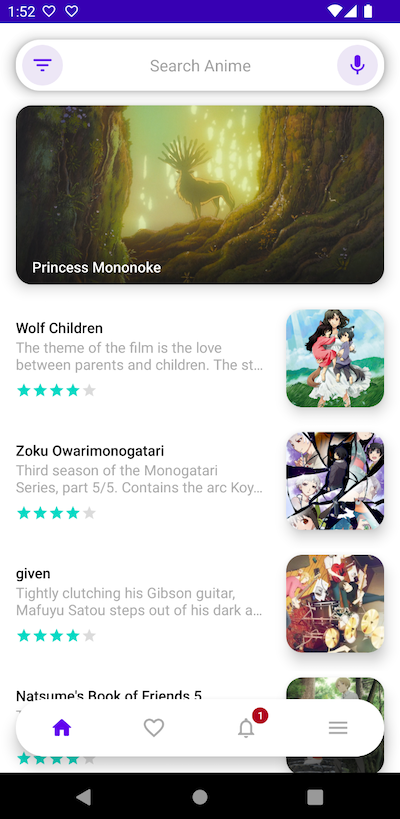 1:52
Search Anime
Princess Mononoke
Wolf Children
The theme of the film is the love
between parents and children. The st…
Zoku Owarimonogatari
Third season of the Monogatari
Series, part 5/5. Contains the arc Koy…
given
Tightly clutching his Gibson guitar,
Mafuyu Satou steps out of his dark a…
Natsume's Book of Friends 5
1